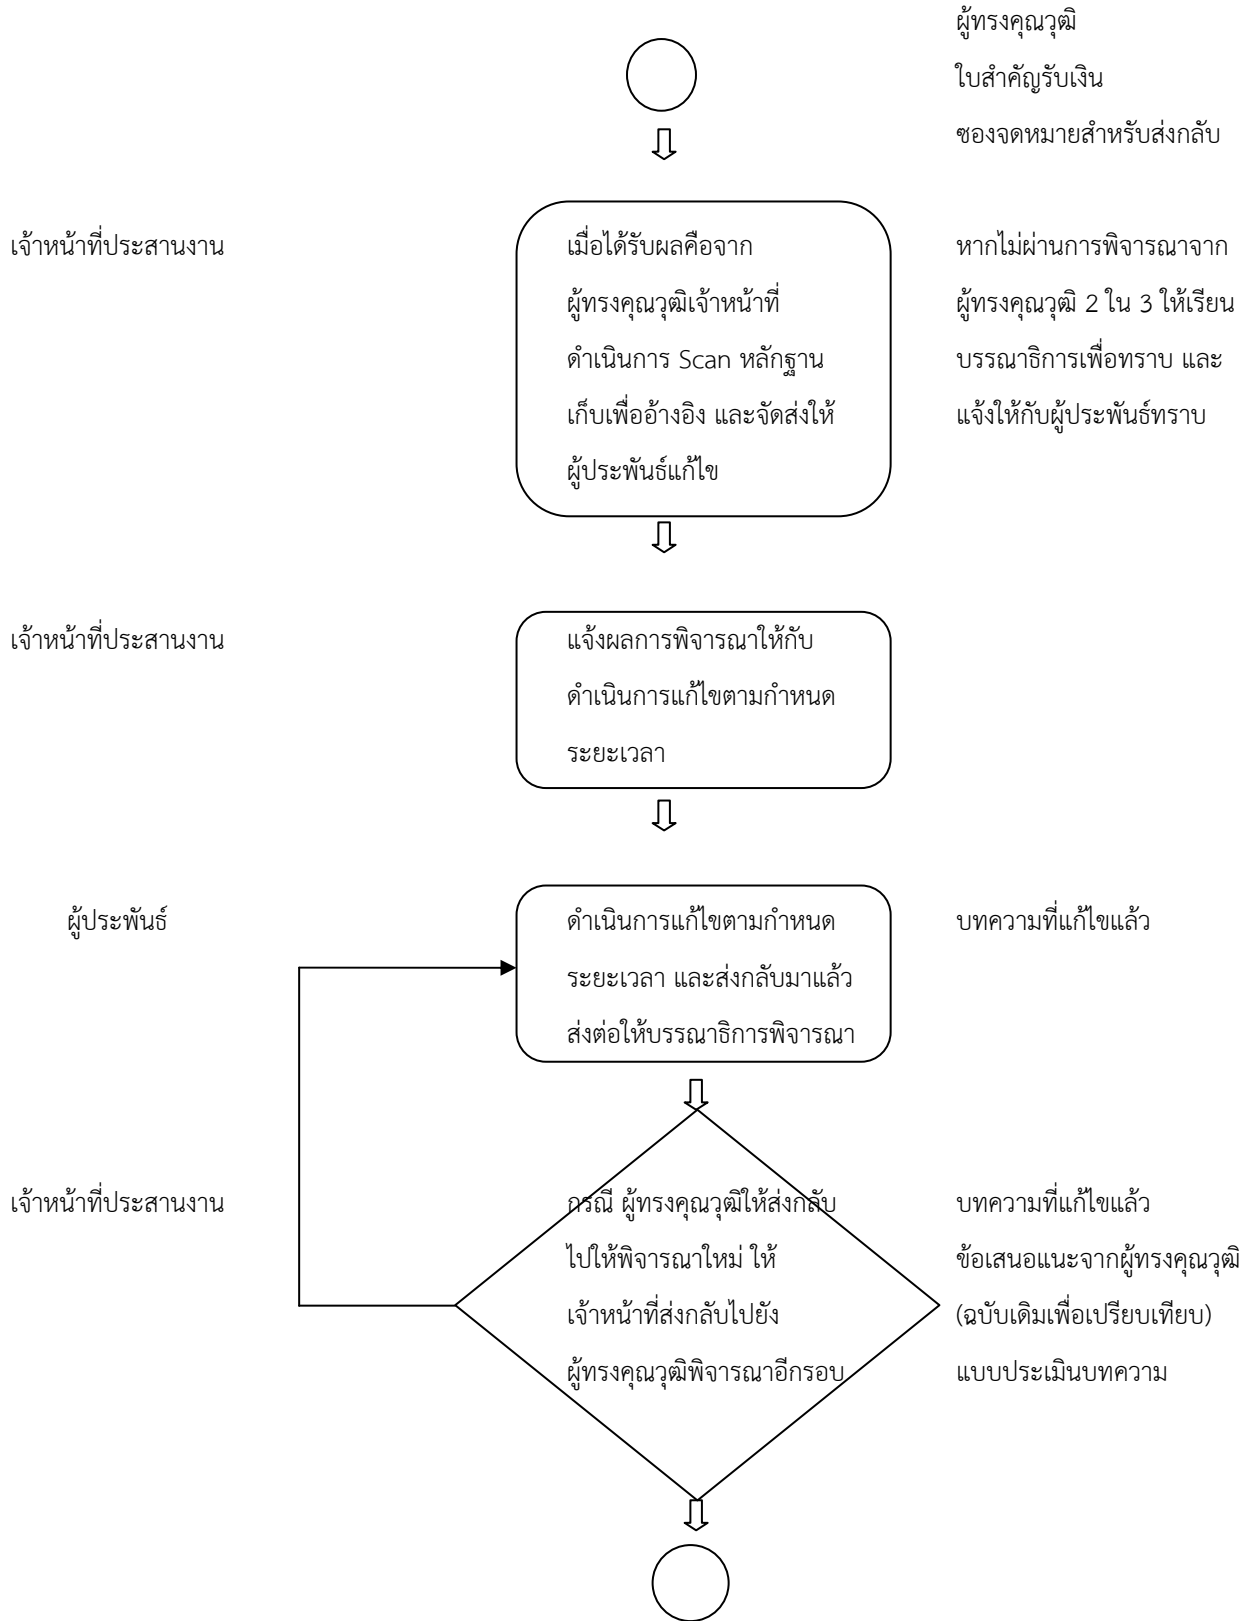 ผู้ทรงคุณวุฒิ
ใบสำคัญรับเงิน
ซองจดหมายสำหรับส่งกลับ
เจ้าหน้าที่ประสานงาน
เมื่อได้รับผลคือจาก
ผู้ทรงคุณวุฒิเจ้าหน้าที่
ดำเนินการ Scan หลักฐาน
เก็บเพื่ออ้างอิง และจัดส่งให้
ผู้ประพันธ์แก้ไข
หากไม่ผ่านการพิจารณาจาก
ผู้ทรงคุณวุฒิ 2 ใน 3 ให้เรียน
บรรณาธิการเพื่อทราบ และ
แจ้งให้กับผู้ประพันธ์ทราบ
เจ้าหน้าที่ประสานงาน
แจ้งผลการพิจารณาให้กับ
ดำเนินการแก้ไขตามกำหนด
ระยะเวลา
ผู้ประพันธ์
ดำเนินการแก้ไขตามกำหนด
ระยะเวลา และส่งกลับมาแล้ว
ส่งต่อให้บรรณาธิการพิจารณา
บทความที่แก้ไขแล้ว
เจ้าหน้าที่ประสานงาน
กรณี ผู้ทรงคุณวุฒิให้ส่งกลับ
ไปให้พิจารณาใหม่ ให้
เจ้าหน้าที่ส่งกลับไปยัง
ผู้ทรงคุณวุฒิพิจารณาอีกรอบ
บทความที่แก้ไขแล้ว
ข้อเสนอแนะจากผู้ทรงคุณวุฒิ
(ฉบับเดิมเพื่อเปรียบเทียบ)
แบบประเมินบทความ